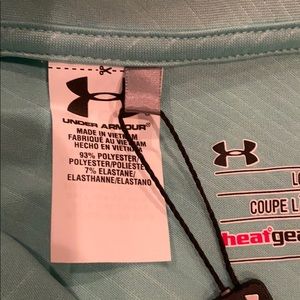 UNDER ARMOUR
MADE IN VIETNAM
FABRIQUÉ AU VIETNAM
HECHO EN VIETNAM
93% POLYESTER/
POLYESTER/POLIÉSTER
7% ELASTANE/
ELASTHANNE/ELASTANO
COUPE L
heatgea